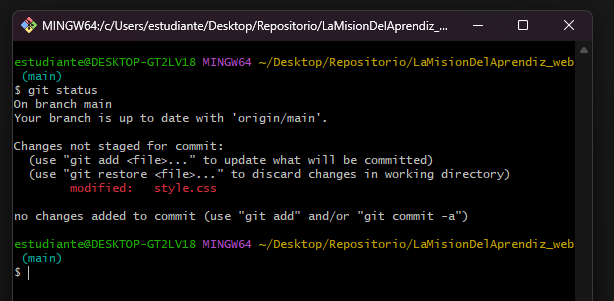 MINGW64:/c/Users/estudiante/Desktop/Repositorio/LaMisionDelAprendiz_...
estudiante@DESKTOP-GT2LV18 MINGW64 ~/Desktop/Repositorio/LaMisionDelAprendiz_web
(main)
$ git status
On branch main
Your branch is up to date with 'origin/main'.
Changes not staged for commit:
(use "git add <file>..." to update what will be committed)
(use "git restore <file>..." to discard changes in working directory)
modified: style.css
no changes added to commit (use "git add" and/or "git commit -a")
estudiante@DESKTOP-GT2LV18 MINGW64 ~/Desktop/Repositorio/LaMisionDelAprendiz_web
(main)
$